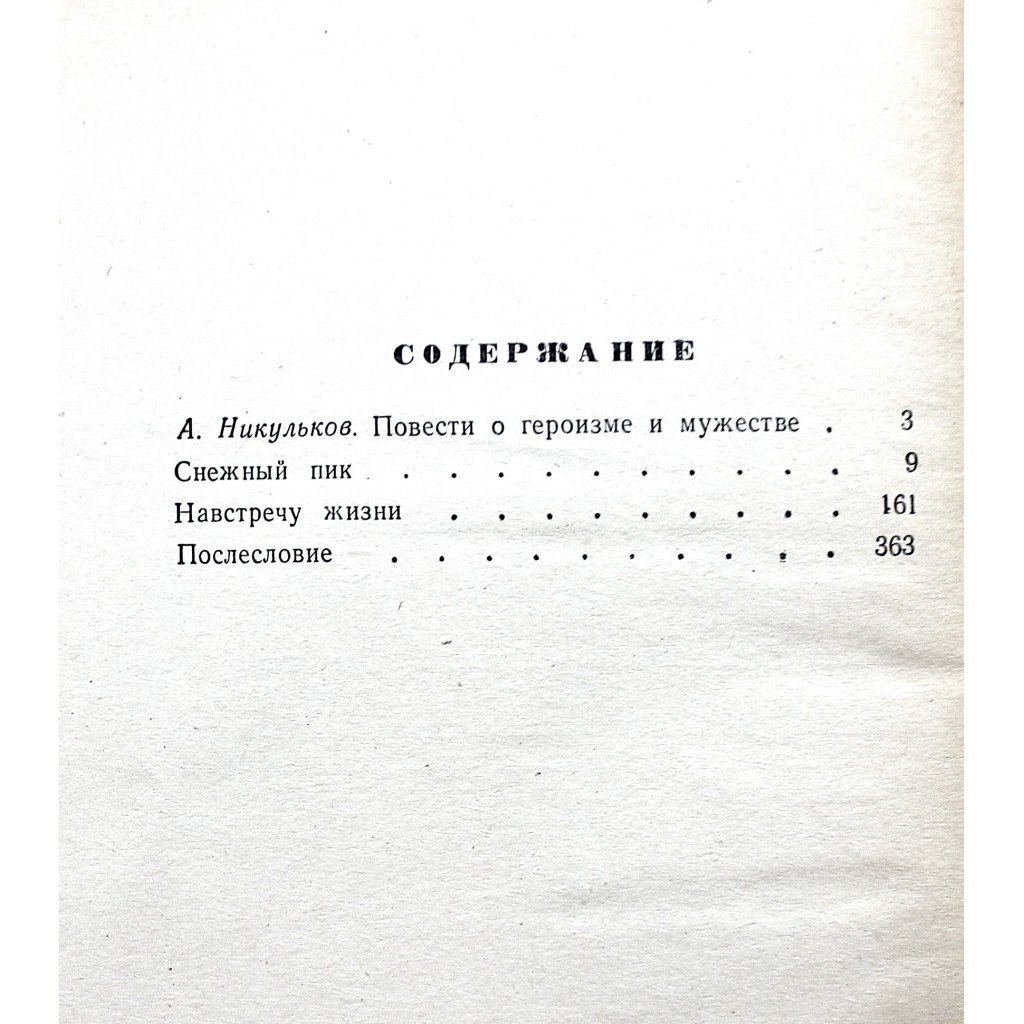 СОДЕРЖАНИЕ
А. Никульков. Повести о героизме и мужестве . 3
Снежный пик . . . . . . . . . . 9
Навстречу жизни . . . . . . . . . 161
Послесловие . . . . . . . . . . 363